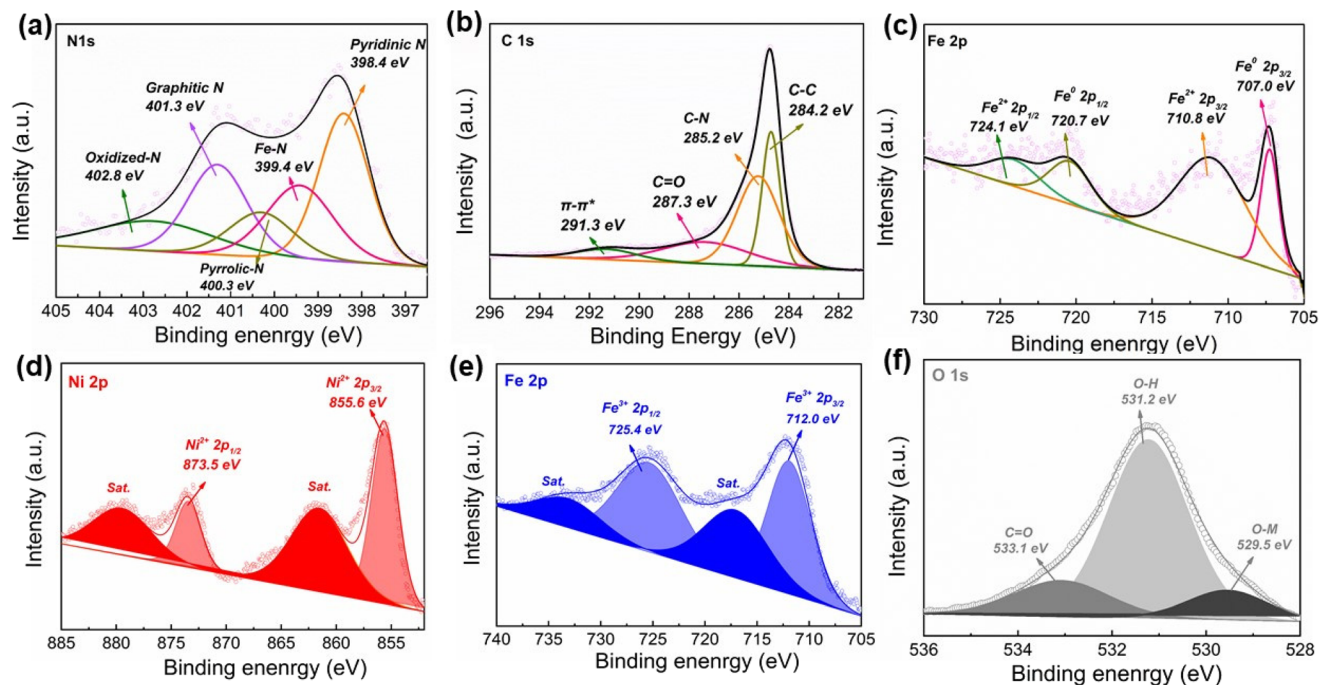 (a)
N1s
Pyridinic N
398.4 eV
Graphitic N
401.3 eV
Fe-N
399.4 eV
Oxidized-N
402.8 eV
Pyrrolic-N
400.3 eV
Intensity (a.u.)
405 404 403 402 401 400 399 398 397
Binding enenrgy (eV)
(b)
C 1s
C-C
284.2 eV
C-N
285.2 eV
C=O
287.3 eV
π-π*
291.3 eV
Intensity (a.u.)
296 294 292 290 288 286 284 282
Binding Energy (eV)
(c)
Fe 2p
Fe⁰ 2p3/2
707.0 eV
Fe²⁺ 2p1/2
724.1 eV
Fe⁰ 2p1/2
720.7 eV
Fe²⁺ 2p3/2
710.8 eV
Intensity (a.u.)
730 725 720 715 710 705
Binding enenrgy (eV)
(d)
Ni 2p
Ni²⁺ 2p3/2
855.6 eV
Ni²⁺ 2p1/2
873.5 eV
Sat.
Sat.
Intensity (a.u.)
885 880 875 870 865 860 855
Binding enenrgy (eV)
(e)
Fe 2p
Fe³⁺ 2p1/2
725.4 eV
Fe³⁺ 2p3/2
712.0 eV
Sat.
Sat.
Intensity (a.u.)
740 735 730 725 720 715 710 705
Binding enenrgy (eV)
(f)
O 1s
O-H
531.2 eV
C=O
533.1 eV
O-M
529.5 eV
Intensity (a.u.)
536 534 532 530 528
Binding enenrgy (eV)